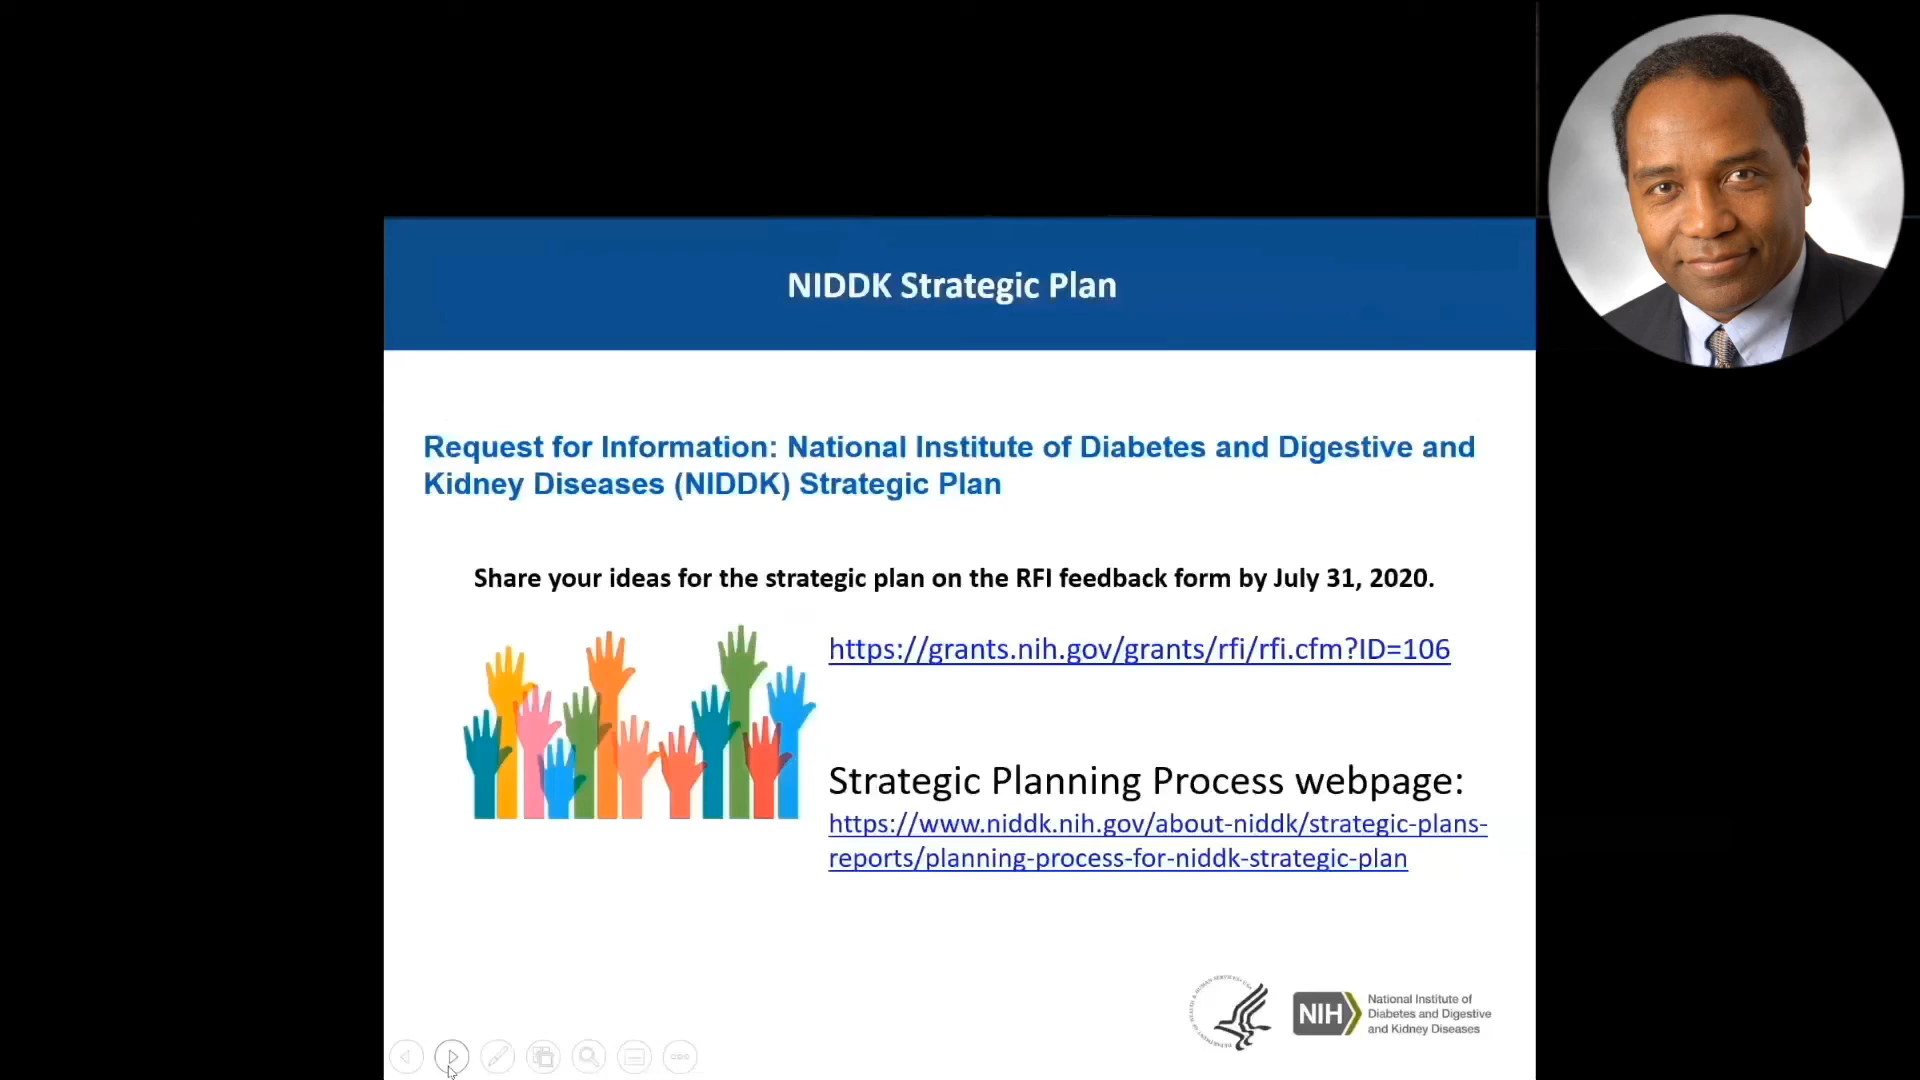 NIDDK Strategic Plan
Request for Information: National Institute of Diabetes and Digestive and
Kidney Diseases (NIDDK) Strategic Plan
Share your ideas for the strategic plan on the RFI feedback form by July 31, 2020.
https://grants.nih.gov/grants/rfi/rfi.cfm?ID=106
Strategic Planning Process webpage:
https://www.niddk.nih.gov/about-niddk/strategic-plans-
reports/planning-process-for-niddk-strategic-plan
NIH
National Institute of
Diabetes and Digestive
and Kidney Diseases